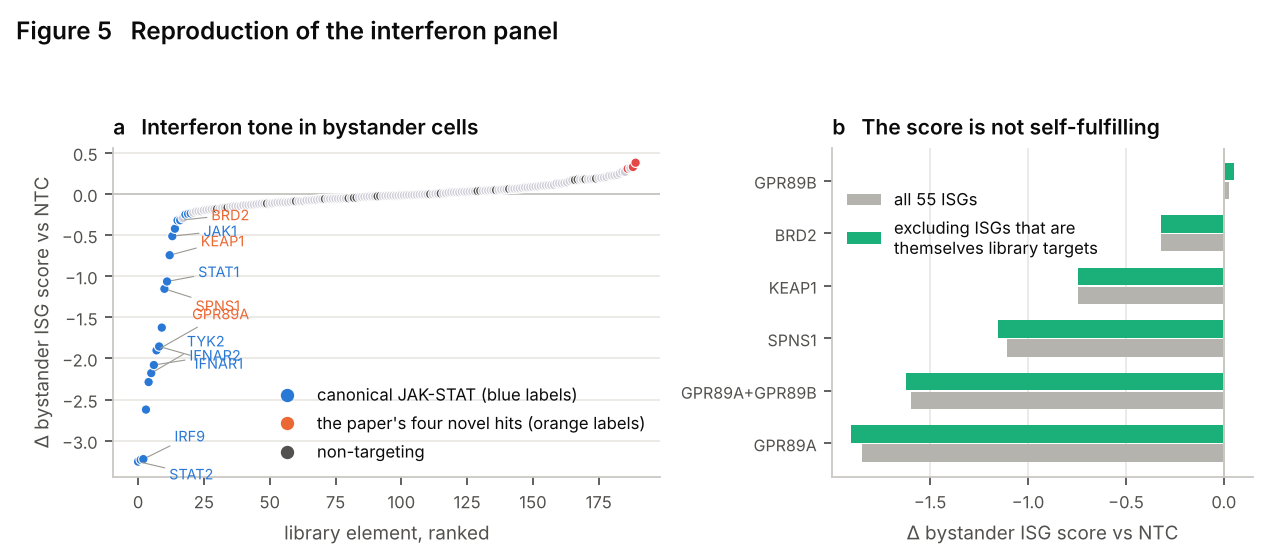 Figure 5 Reproduction of the interferon panel
a Interferon tone in bystander cells
Δ bystander ISG score vs NTC
0.5
0.0
−0.5
−1.0
−1.5
−2.0
−2.5
−3.0
BRD2
JAK1
KEAP1
STAT1
SPNS1
GPR89A
TYK2
IFNAR2
IFNAR1
IRF9
STAT2
canonical JAK-STAT (blue labels)
the paper's four novel hits (orange labels)
non-targeting
0 25 50 75 100 125 150 175
library element, ranked
b The score is not self-fulfilling
GPR89B
BRD2
KEAP1
SPNS1
GPR89A+GPR89B
GPR89A
all 55 ISGs
excluding ISGs that are
themselves library targets
−1.5 −1.0 −0.5 0.0
Δ bystander ISG score vs NTC